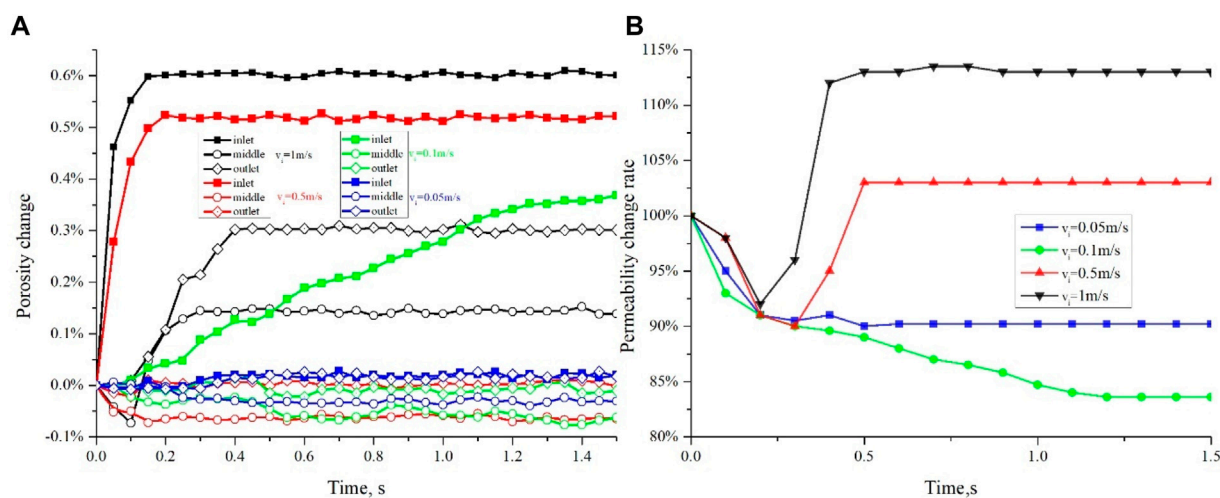 A
B
0.6%
0.5%
0.4%
0.3%
0.2%
0.1%
0.0%
-0.1%
Porosity change
0.0 0.2 0.4 0.6 0.8 1.0 1.2 1.4
Time, s
inlet
middle vᵢ=1m/s
outlet
inlet
middle vᵢ=0.5m/s
outlet
inlet
middle vᵢ=0.1m/s
outlet
inlet
middle vᵢ=0.05m/s
outlet
115%
110%
105%
100%
95%
90%
85%
80%
Permeability change rate
0.0 0.5 1.0 1.5
Time,s
vᵢ=0.05m/s
vᵢ=0.1m/s
vᵢ=0.5m/s
vᵢ=1m/s